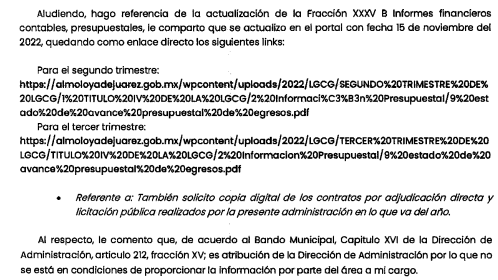 Aludiendo, hago referencia de la actualización de la Fracción XXXV B Informes financieros
contables, presupuestales, le comparto que se actualizo en el portal con fecha 15 de noviembre del
2022, quedando como enlace directo los siguientes links:
Para el segundo trimestre:
https://almoloyadejuarez.gob.mx/wpcontent/uploads/2022/LGCG/SEGUNDO%20TRIMESTRE%20DE%
20LGCG/1%20TITULO%20IV%20DE%20LA%20LGCG/2%20Informaci%C3%B3n%20Presupuestal/9%20est
ado%20de%20avance%20presupuestal%20de%20egresos.pdf
Para el tercer trimestre:
https://almoloyadejuarez.gob.mx/wpcontent/uploads/2022/LGCG/TERCER%20TRIMESTRE%20DE%20
LGCG/TITULO%20IV%20DE%20LA%20LGCG/2%20Informacion%20Presupuestal/9%20estado%20de%20
avance%20presupuestal%20de%20egresos.pdf
• Referente a: También solicito copia digital de los contratos por adjudicación directa y
licitación pública realizados por la presente administración en lo que va del año.
Al respecto, le comento que, de acuerdo al Bando Municipal, Capitulo XVI de la Dirección de
Administración, articulo 212, fracción XV; es atribución de la Dirección de Administración por lo que no
se está en condiciones de proporcionar la información por parte del área a mi cargo.